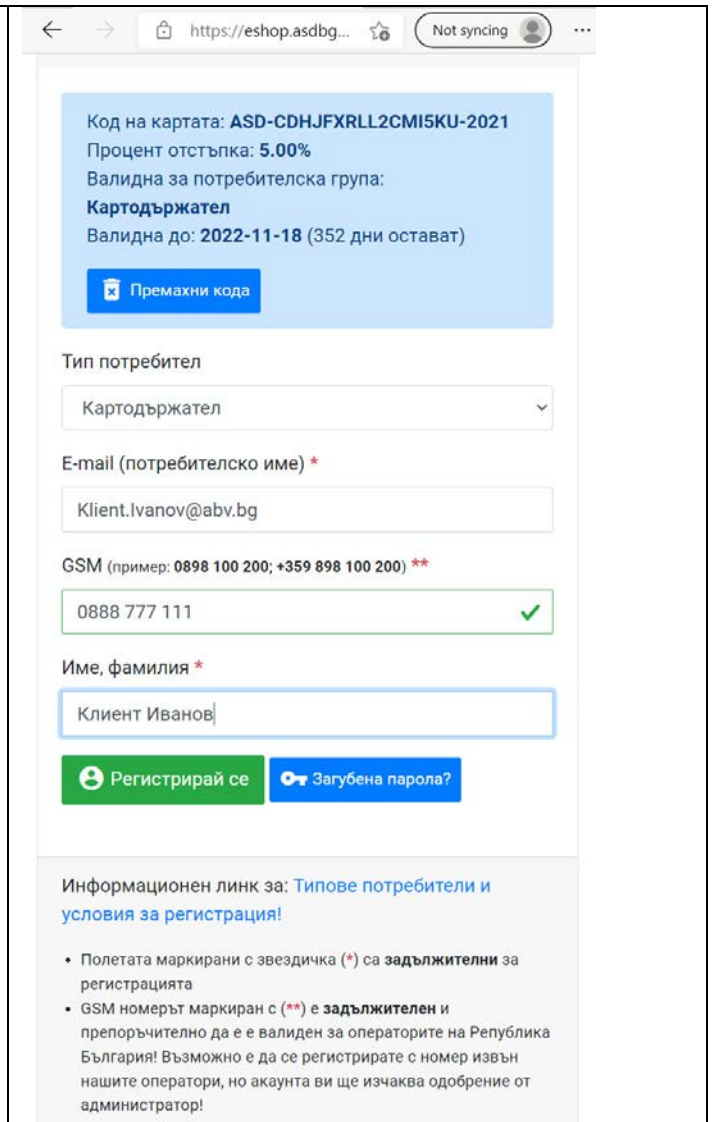 https://eshop.asdbg...
Not syncing
Код на картата: ASD-CDHJFXRLL2CMI5KU-2021
Процент отстъпка: 5.00%
Валидна за потребителска група:
Картодържател
Валидна до: 2022-11-18 (352 дни остават)
Премахни кода
Тип потребител
Картодържател
E-mail (потребителско име) *
Klient.Ivanov@abv.bg
GSM (пример: 0898 100 200; +359 898 100 200) **
0888 777 111
Име, фамилия *
Клиент Иванов
Регистрирай се
Загубена парола?
Информационен линк за: Типове потребители и
условия за регистрация!
• Полетата маркирани с звездичка (*) са задължителни за
регистрацията
• GSM номерът маркиран с (**) е задължителен и
препоръчително да е е валиден за операторите на Република
България! Възможно е да се регистрирате с номер извън
нашите оператори, но акаунта ви ще изчаква одобрение от
администратор!